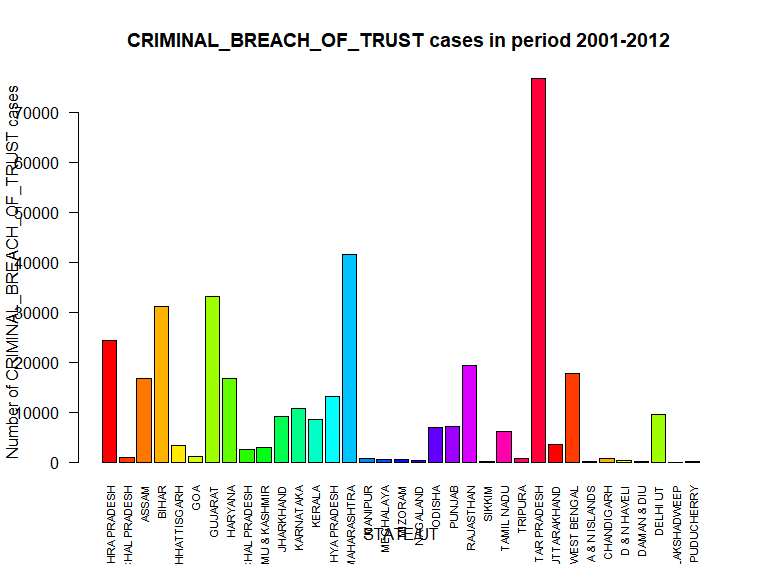 CRIMINAL_BREACH_OF_TRUST cases in period 2001-2012
Number of CRIMINAL_BREACH_OF_TRUST cases
70000
60000
50000
40000
30000
20000
10000
0
HRA PRADESH
CHAL PRADESH
ASSAM
BIHAR
HHATTISGARH
GOA
GUJARAT
HARYANA
CHAL PRADESH
MU & KASHMIR
JHARKHAND
KARNATAKA
KERALA
HYA PRADESH
MAHARASHTRA
MANIPUR
MEGHALAYA
MIZORAM
NAGALAND
ODISHA
PUNJAB
RAJASTHAN
SIKKIM
TAMIL NADU
TRIPURA
TAR PRADESH
UTTARAKHAND
WEST BENGAL
A & N ISLANDS
CHANDIGARH
D & N HAVELI
DAMAN & DIU
DELHI UT
LAKSHADWEEP
PUDUCHERRY
STATE/UT